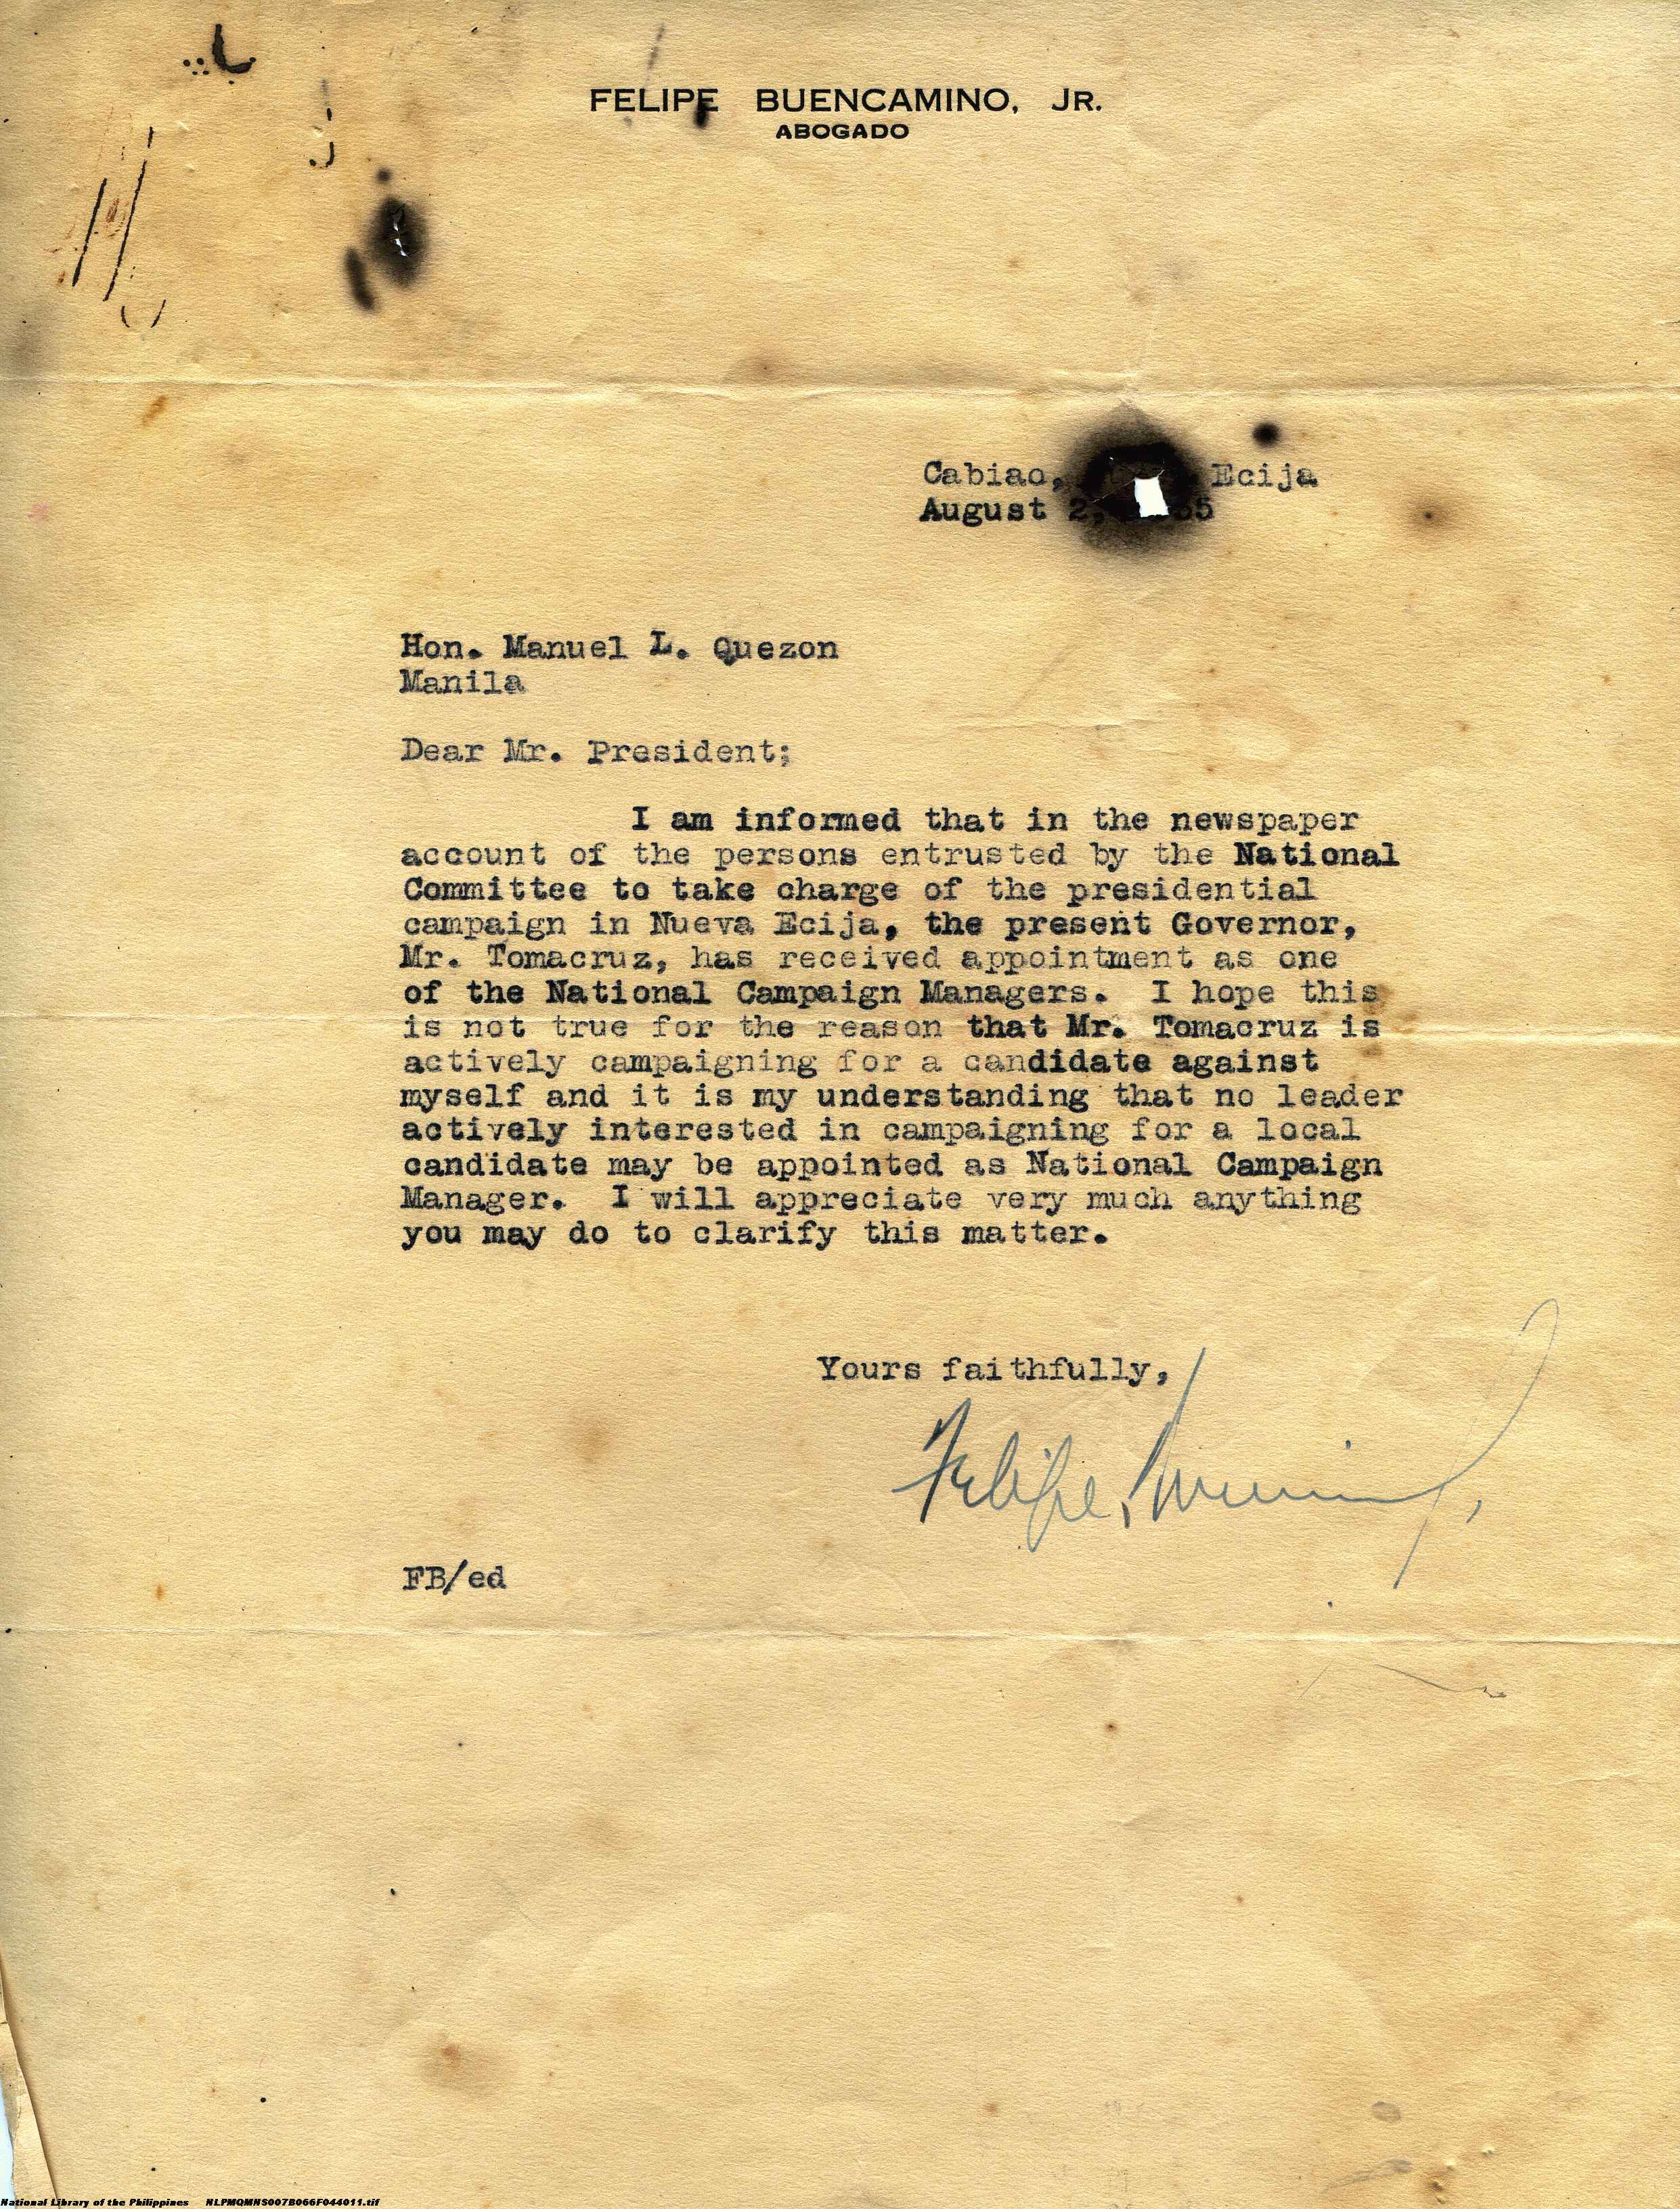 FELIPE BUENCAMINO, JR.
ABOGADO
Cabiao, Ecija
August 2, 35
Hon. Manuel L. Quezon
Manila
Dear Mr. President;
I am informed that in the newspaper
account of the persons entrusted by the National
Committee to take charge of the presidential
campaign in Nueva Ecija, the present Governor,
Mr. Tomacruz, has received appointment as one
of the National Campaign Managers. I hope this
is not true for the reason that Mr. Tomacruz is
actively campaigning for a candidate against
myself and it is my understanding that no leader
actively interested in campaigning for a local
candidate may be appointed as National Campaign
Manager. I will appreciate very much anything
you may do to clarify this matter.
Yours faithfully,
Felipe
FB/ed
National Library of the Philippines NLPMQMNS007B066F044011.tif